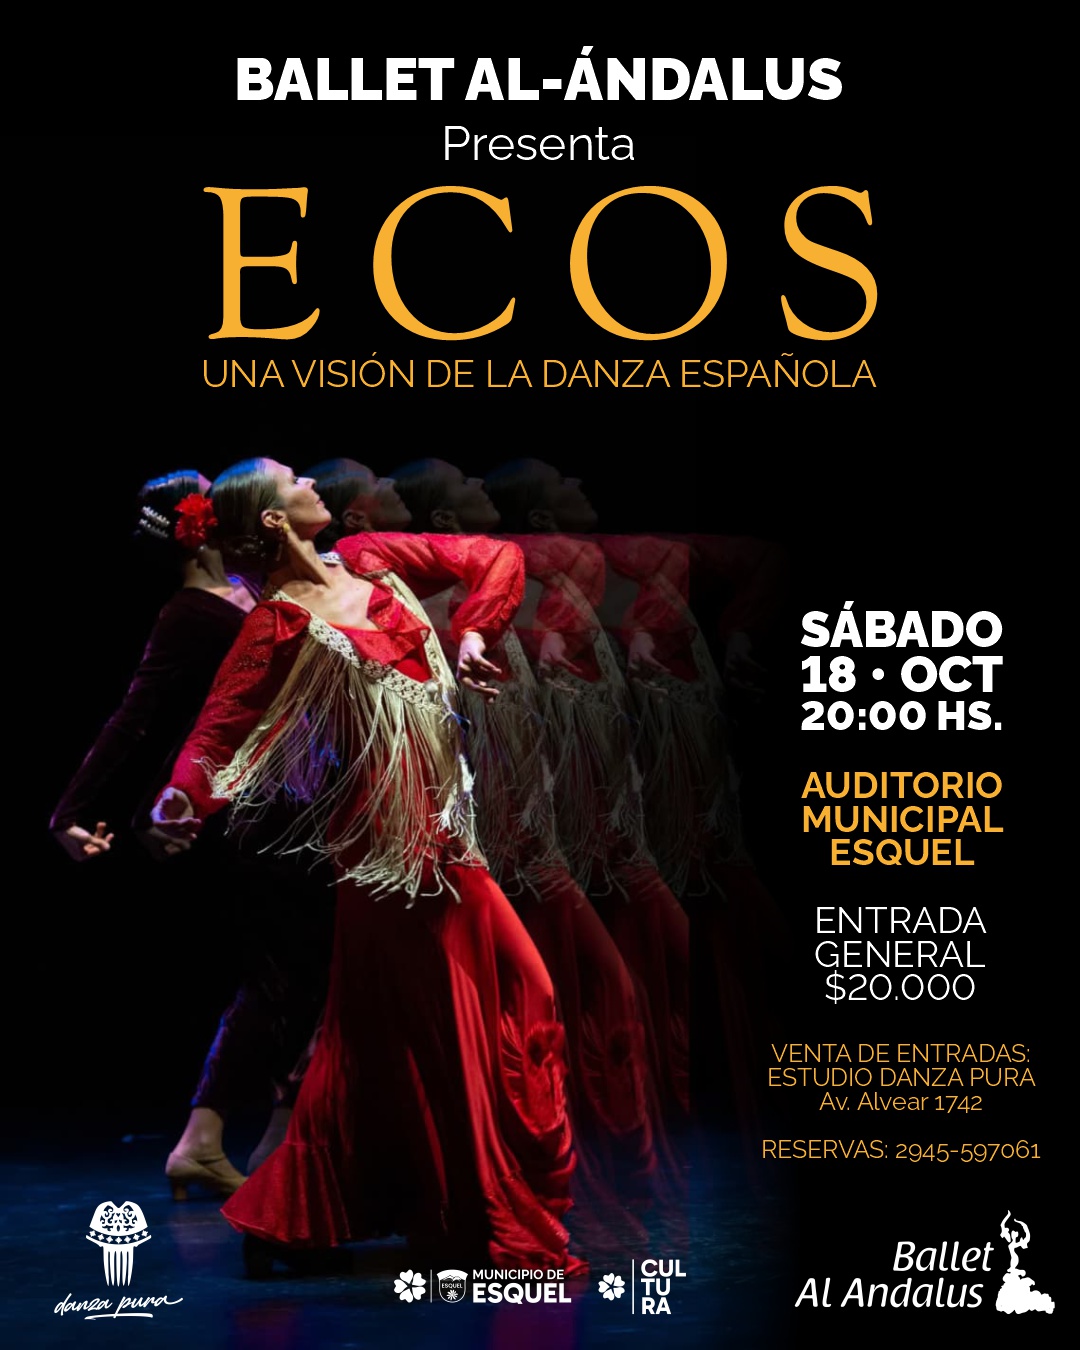 BALLET AL-ÁNDALUS
Presenta
ECOS
UNA VISIÓN DE LA DANZA ESPAÑOLA
SÁBADO
18 • OCT
20:00 HS.
AUDITORIO
MUNICIPAL
ESQUEL
ENTRADA
GENERAL
$20.000
VENTA DE ENTRADAS:
ESTUDIO DANZA PURA
Av. Alvear 1742
RESERVAS: 2945-597061
danza pura
ESQUEL
MUNICIPIO DE
ESQUEL
CUL
TU
RA
Ballet
Al Andalus